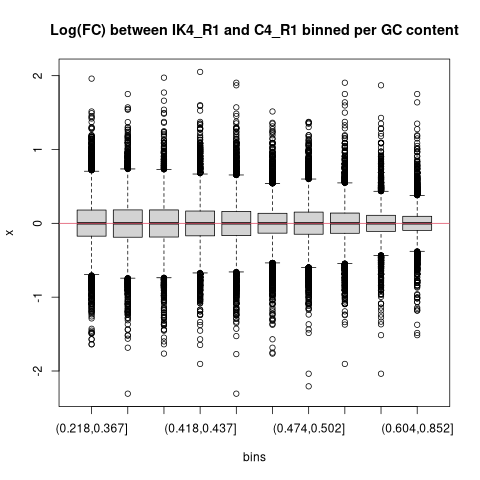 Log(FC) between IK4_R1 and C4_R1 binned per GC content
2
1
0
-1
-2
x
(0.218,0.367] (0.418,0.437] (0.474,0.502] (0.604,0.852]
bins